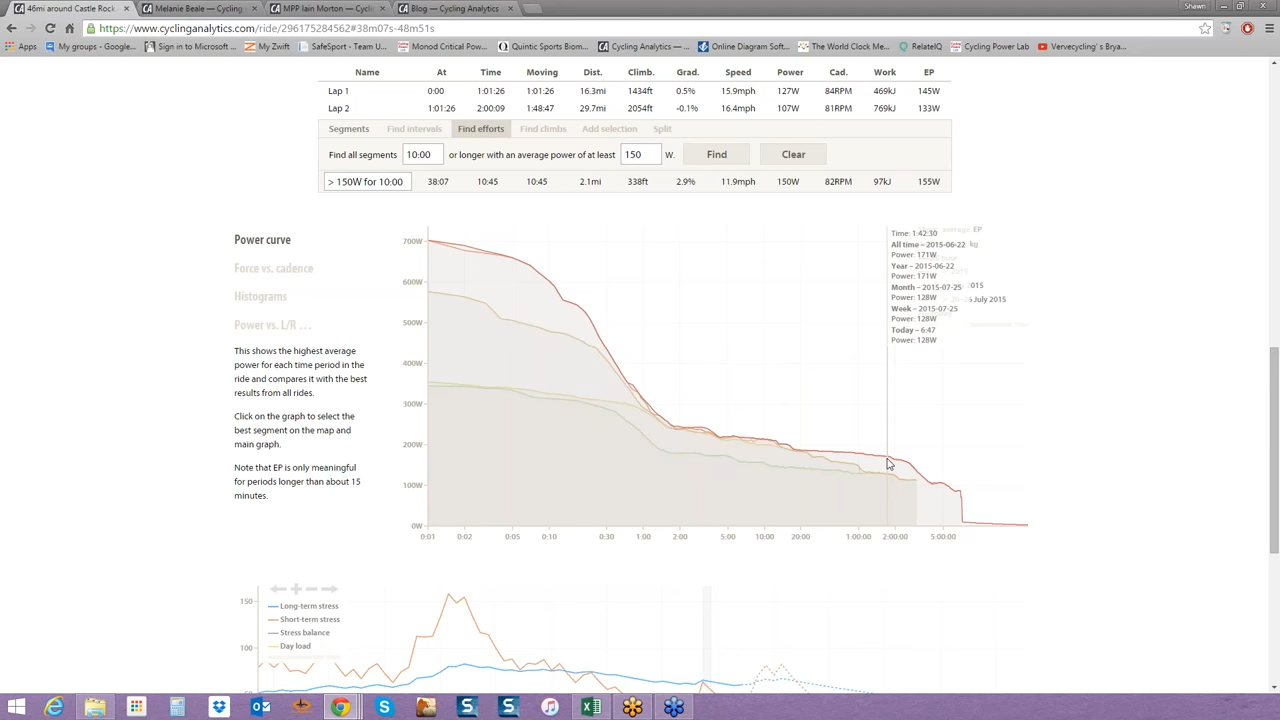 46mi around Castle Rock
Melanie Beale — Cycling
MPP Iain Morton — Cycli
Blog — Cycling Analytics
Shawn
https://www.cyclinganalytics.com/ride/296175284562#38m07s-48m51s
Apps
My groups - Google...
Sign in to Microsoft ...
My Zwift
SafeSport - Team U...
Monod Critical Pow...
Quintic Sports Biom...
Cycling Analytics — ...
Online Diagram Soft...
The World Clock Me...
RelateIQ
Cycling Power Lab
Vervecycling' s Brya...
Name At Time Moving Dist. Climb. Grad. Speed Power Cad. Work EP
Lap 1 0:00 1:01:26 1:01:26 16.3mi 1434ft 0.5% 15.9mph 127W 84RPM 469kJ 145W
Lap 2 1:01:26 2:00:09 1:48:47 29.7mi 2054ft -0.1% 16.4mph 107W 81RPM 769kJ 133W
Segments Find intervals Find efforts Find climbs Add selection Split
Find all segments 10:00 or longer with an average power of at least 150 W. Find Clear
> 150W for 10:00 38:07 10:45 10:45 2.1mi 338ft 2.9% 11.9mph 150W 82RPM 97kJ 155W
Power curve
Force vs. cadence
Histograms
Power vs. L/R ...
This shows the highest average
power for each time period in the
ride and compares it with the best
results from all rides.
Click on the graph to select the
best segment on the map and
main graph.
Note that EP is only meaningful
for periods longer than about 15
minutes.
700W
600W
500W
400W
300W
200W
100W
0W
0:01 0:02 0:05 0:10 0:30 1:00 2:00 5:00 10:00 20:00 1:00:00 2:00:00 5:00:00
Time: 1:42:30
average EP
All time – 2015-06-22
kg
Power: 171W
Year – 2015-06-22
2015
Power: 171W
Month – 2015-07-25
2015
Power: 128W
July 2015
Week – 2015-07-25
Power: 128W
Today – 6:47
Power: 128W
150
100
Long-term stress
Short-term stress
Stress balance
Day load